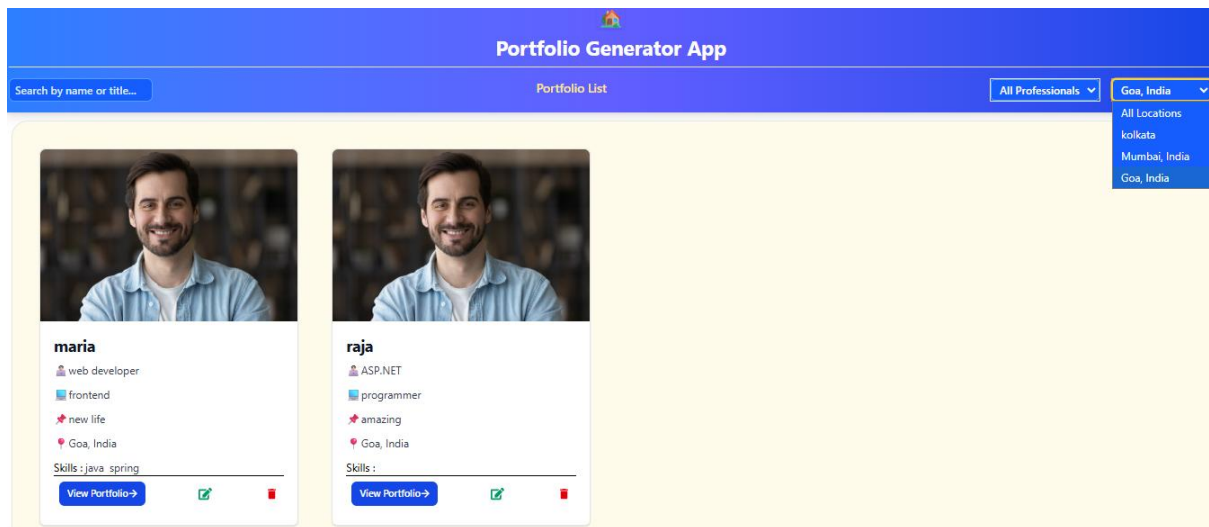 Portfolio Generator App
Search by name or title...
Portfolio List
All Professionals
Goa, India
All Locations
kolkata
Mumbai, India
Goa, India
maria
web developer
frontend
new life
Goa, India
Skills : java spring
View Portfolio→
raja
ASP.NET
programmer
amazing
Goa, India
Skills :
View Portfolio→